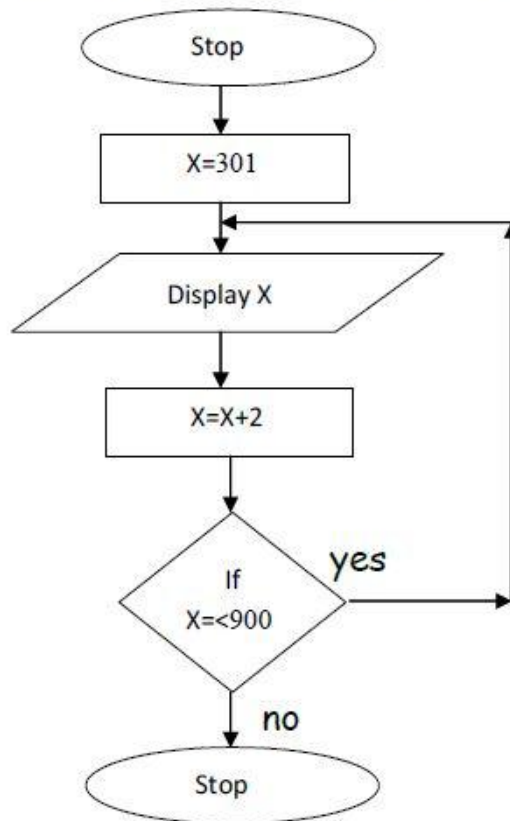 Stop
X=301
Display X
X=X+2
If
X=<900
yes
no
Stop